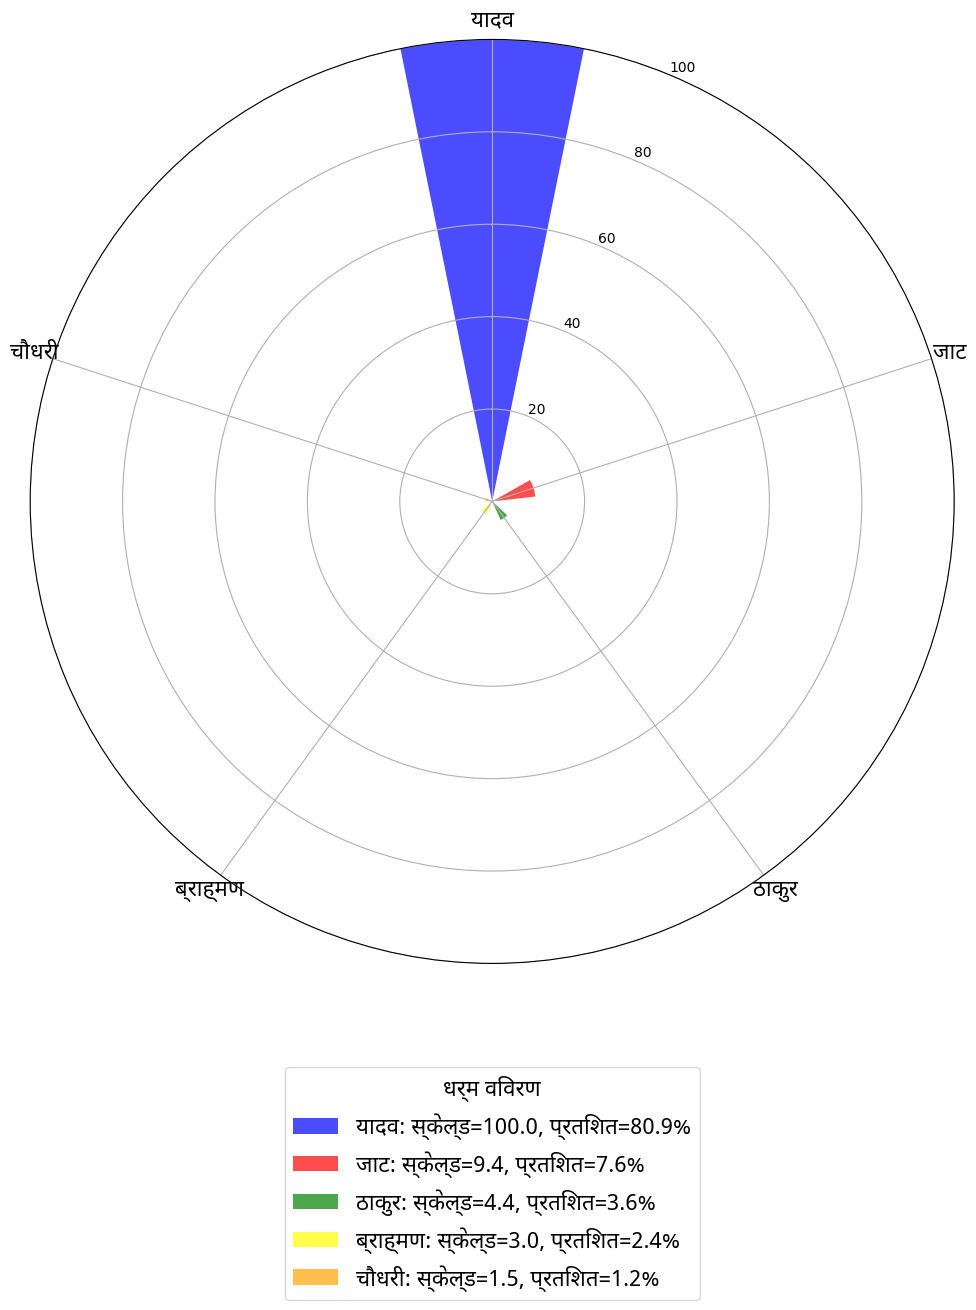 यादव
100
80
60
40
20
चौधरी
जाट
ब्राह्मण
ठाकुर
धर्म विवरण
यादव: स्केल्ड=100.0, प्रतिशत=80.9%
जाट: स्केल्ड=9.4, प्रतिशत=7.6%
ठाकुर: स्केल्ड=4.4, प्रतिशत=3.6%
ब्राह्मण: स्केल्ड=3.0, प्रतिशत=2.4%
चौधरी: स्केल्ड=1.5, प्रतिशत=1.2%